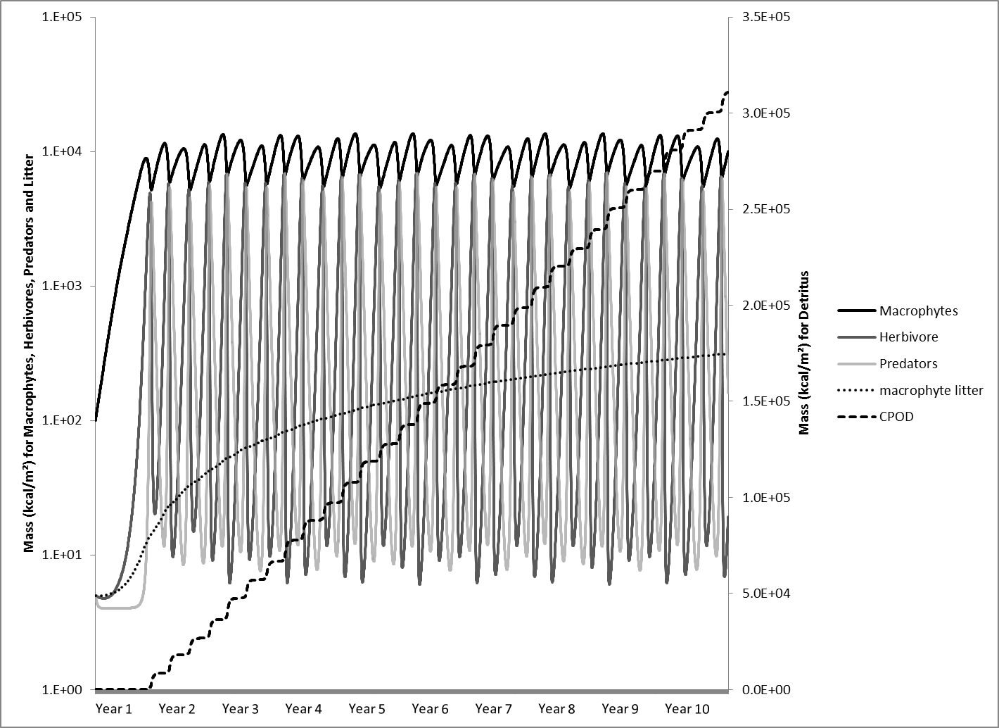 1.E+05
1.E+04
1.E+03
1.E+02
1.E+01
1.E+00
Mass (kcal/m²) for Macrophytes, Herbivores, Predators and Litter
3.5E+05
3.0E+05
2.5E+05
2.0E+05
1.5E+05
1.0E+05
5.0E+04
0.0E+00
Mass (kcal/m²) for Detritus
Year 1 Year 2 Year 3 Year 4 Year 5 Year 6 Year 7 Year 8 Year 9 Year 10
Macrophytes
Herbivore
Predators
macrophyte litter
CPOD